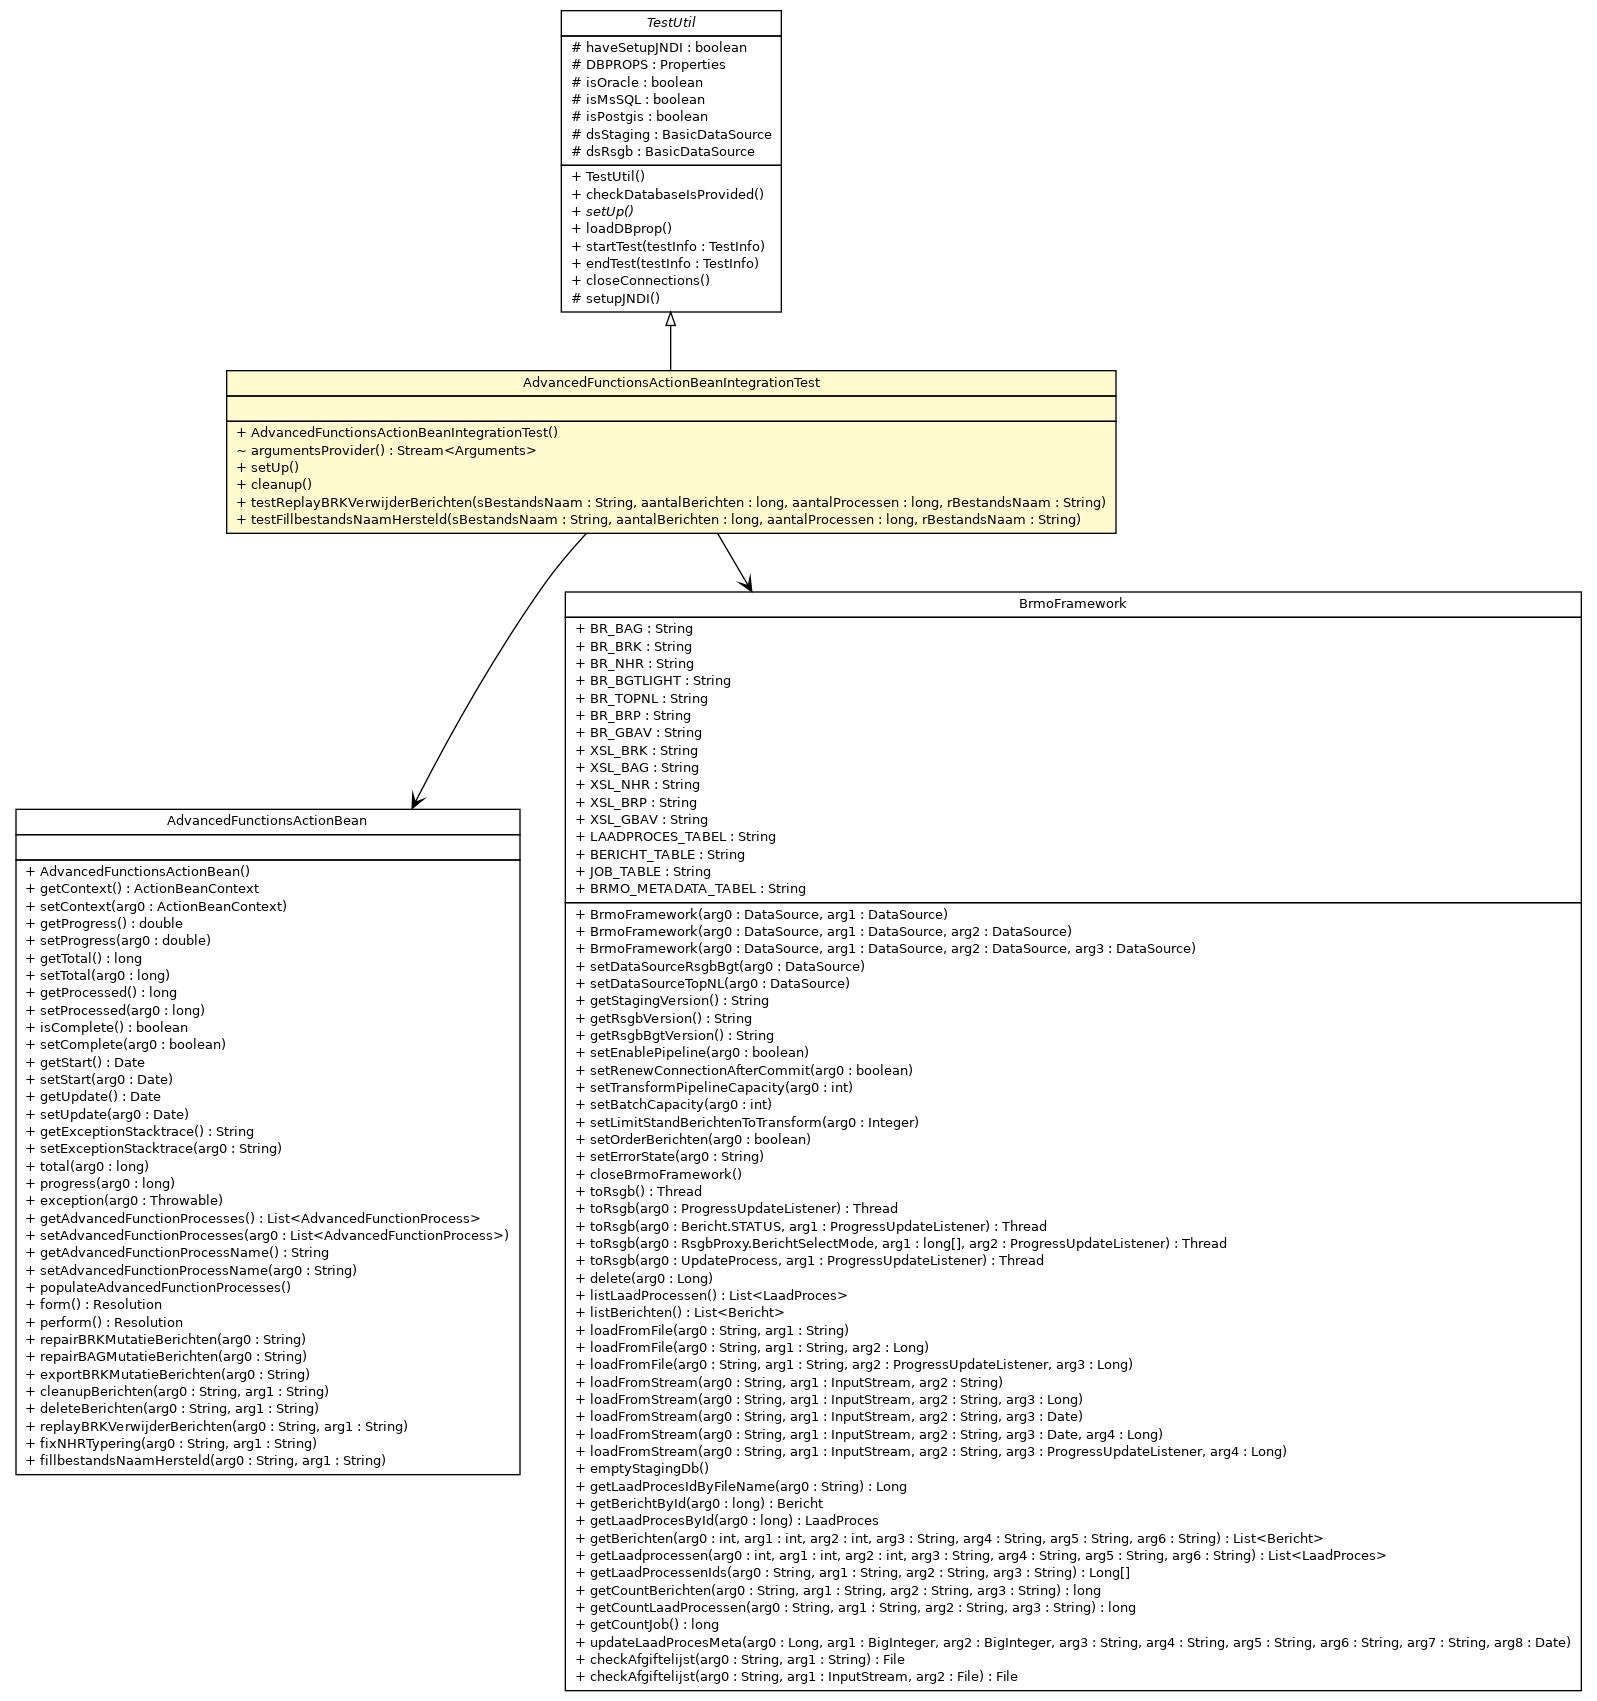 TestUtil
# haveSetupJNDI : boolean
# DBPROPS : Properties
# isOracle : boolean
# isMsSQL : boolean
# isPostgis : boolean
# dsStaging : BasicDataSource
# dsRsgb : BasicDataSource
+ TestUtil()
+ checkDatabaseIsProvided()
+ setUp()
+ loadDBprop()
+ startTest(testInfo : TestInfo)
+ endTest(testInfo : TestInfo)
+ closeConnections()
# setupJNDI()
AdvancedFunctionsActionBeanIntegrationTest
+ AdvancedFunctionsActionBeanIntegrationTest()
~ argumentsProvider() : Stream<Arguments>
+ setUp()
+ cleanup()
+ testReplayBRKVerwijderBerichten(sBestandsNaam : String, aantalBerichten : long, aantalProcessen : long, rBestandsNaam : String)
+ testFillbestandsNaamHersteld(sBestandsNaam : String, aantalBerichten : long, aantalProcessen : long, rBestandsNaam : String)
AdvancedFunctionsActionBean
+ AdvancedFunctionsActionBean()
+ getContext() : ActionBeanContext
+ setContext(arg0 : ActionBeanContext)
+ getProgress() : double
+ setProgress(arg0 : double)
+ getTotal() : long
+ setTotal(arg0 : long)
+ getProcessed() : long
+ setProcessed(arg0 : long)
+ isComplete() : boolean
+ setComplete(arg0 : boolean)
+ getStart() : Date
+ setStart(arg0 : Date)
+ getUpdate() : Date
+ setUpdate(arg0 : Date)
+ getExceptionStacktrace() : String
+ setExceptionStacktrace(arg0 : String)
+ total(arg0 : long)
+ progress(arg0 : long)
+ exception(arg0 : Throwable)
+ getAdvancedFunctionProcesses() : List<AdvancedFunctionProcess>
+ setAdvancedFunctionProcesses(arg0 : List<AdvancedFunctionProcess>)
+ getAdvancedFunctionProcessName() : String
+ setAdvancedFunctionProcessName(arg0 : String)
+ populateAdvancedFunctionProcesses()
+ form() : Resolution
+ perform() : Resolution
+ repairBRKMutatieBerichten(arg0 : String)
+ repairBAGMutatieBerichten(arg0 : String)
+ exportBRKMutatieBerichten(arg0 : String)
+ cleanupBerichten(arg0 : String, arg1 : String)
+ deleteBerichten(arg0 : String, arg1 : String)
+ replayBRKVerwijderBerichten(arg0 : String, arg1 : String)
+ fixNHRTypering(arg0 : String, arg1 : String)
+ fillbestandsNaamHersteld(arg0 : String, arg1 : String)
BrmoFramework
+ BR_BAG : String
+ BR_BRK : String
+ BR_NHR : String
+ BR_BGTLIGHT : String
+ BR_TOPNL : String
+ BR_BRP : String
+ BR_GBAV : String
+ XSL_BRK : String
+ XSL_BAG : String
+ XSL_NHR : String
+ XSL_BRP : String
+ XSL_GBAV : String
+ LAADPROCES_TABEL : String
+ BERICHT_TABLE : String
+ JOB_TABLE : String
+ BRMO_METADATA_TABEL : String
+ BrmoFramework(arg0 : DataSource, arg1 : DataSource)
+ BrmoFramework(arg0 : DataSource, arg1 : DataSource, arg2 : DataSource)
+ BrmoFramework(arg0 : DataSource, arg1 : DataSource, arg2 : DataSource, arg3 : DataSource)
+ setDataSourceRsgbBgt(arg0 : DataSource)
+ setDataSourceTopNL(arg0 : DataSource)
+ getStagingVersion() : String
+ getRsgbVersion() : String
+ getRsgbBgtVersion() : String
+ setEnablePipeline(arg0 : boolean)
+ setRenewConnectionAfterCommit(arg0 : boolean)
+ setTransformPipelineCapacity(arg0 : int)
+ setBatchCapacity(arg0 : int)
+ setLimitStandBerichtenToTransform(arg0 : Integer)
+ setOrderBerichten(arg0 : boolean)
+ setErrorState(arg0 : String)
+ closeBrmoFramework()
+ toRsgb() : Thread
+ toRsgb(arg0 : ProgressUpdateListener) : Thread
+ toRsgb(arg0 : Bericht.STATUS, arg1 : ProgressUpdateListener) : Thread
+ toRsgb(arg0 : RsgbProxy.BerichtSelectMode, arg1 : long[], arg2 : ProgressUpdateListener) : Thread
+ toRsgb(arg0 : UpdateProcess, arg1 : ProgressUpdateListener) : Thread
+ delete(arg0 : Long)
+ listLaadProcessen() : List<LaadProces>
+ listBerichten() : List<Bericht>
+ loadFromFile(arg0 : String, arg1 : String)
+ loadFromFile(arg0 : String, arg1 : String, arg2 : Long)
+ loadFromFile(arg0 : String, arg1 : String, arg2 : ProgressUpdateListener, arg3 : Long)
+ loadFromStream(arg0 : String, arg1 : InputStream, arg2 : String)
+ loadFromStream(arg0 : String, arg1 : InputStream, arg2 : String, arg3 : Long)
+ loadFromStream(arg0 : String, arg1 : InputStream, arg2 : String, arg3 : Date)
+ loadFromStream(arg0 : String, arg1 : InputStream, arg2 : String, arg3 : Date, arg4 : Long)
+ loadFromStream(arg0 : String, arg1 : InputStream, arg2 : String, arg3 : ProgressUpdateListener, arg4 : Long)
+ emptyStagingDb()
+ getLaadProcesIdByFileName(arg0 : String) : Long
+ getBerichtById(arg0 : long) : Bericht
+ getLaadProcesById(arg0 : long) : LaadProces
+ getBerichten(arg0 : int, arg1 : int, arg2 : int, arg3 : String, arg4 : String, arg5 : String, arg6 : String) : List<Bericht>
+ getLaadprocessen(arg0 : int, arg1 : int, arg2 : int, arg3 : String, arg4 : String, arg5 : String, arg6 : String) : List<LaadProces>
+ getLaadProcessenIds(arg0 : String, arg1 : String, arg2 : String, arg3 : String) : Long[]
+ getCountBerichten(arg0 : String, arg1 : String, arg2 : String, arg3 : String) : long
+ getCountLaadProcessen(arg0 : String, arg1 : String, arg2 : String, arg3 : String) : long
+ getCountJob() : long
+ updateLaadProcesMeta(arg0 : Long, arg1 : BigInteger, arg2 : BigInteger, arg3 : String, arg4 : String, arg5 : String, arg6 : String, arg7 : String, arg8 : Date)
+ checkAfgiftelijst(arg0 : String, arg1 : String) : File
+ checkAfgiftelijst(arg0 : String, arg1 : InputStream, arg2 : File) : File